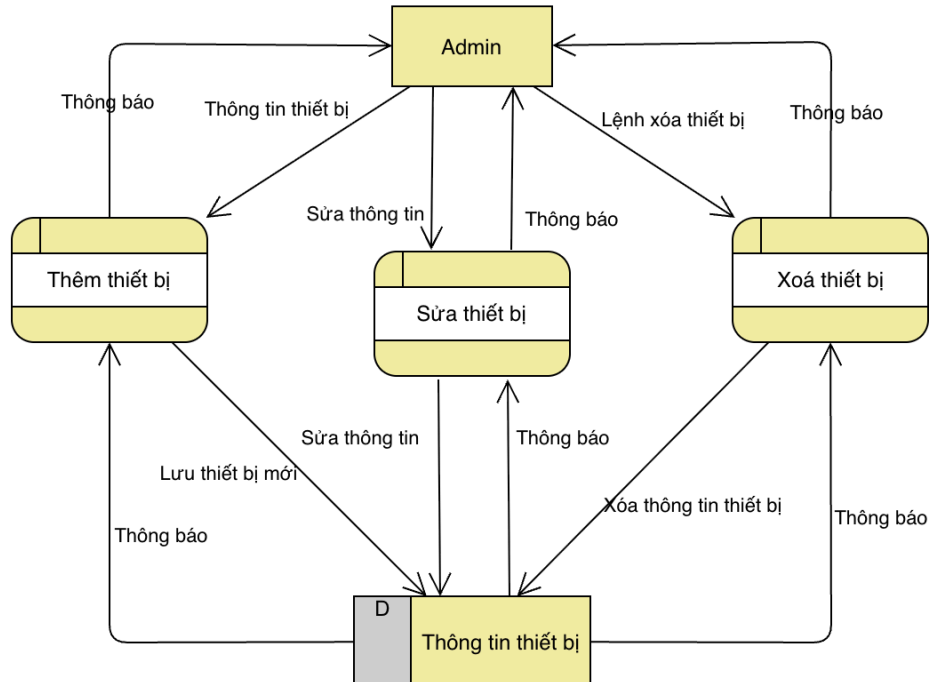 Admin
Thông báo
Thông tin thiết bị
Lệnh xóa thiết bị
Thông báo
Sửa thông tin
Thông báo
Thêm thiết bị
Sửa thiết bị
Xoá thiết bị
Sửa thông tin
Thông báo
Lưu thiết bị mới
Xóa thông tin thiết bị
Thông báo
Thông báo
D
Thông tin thiết bị